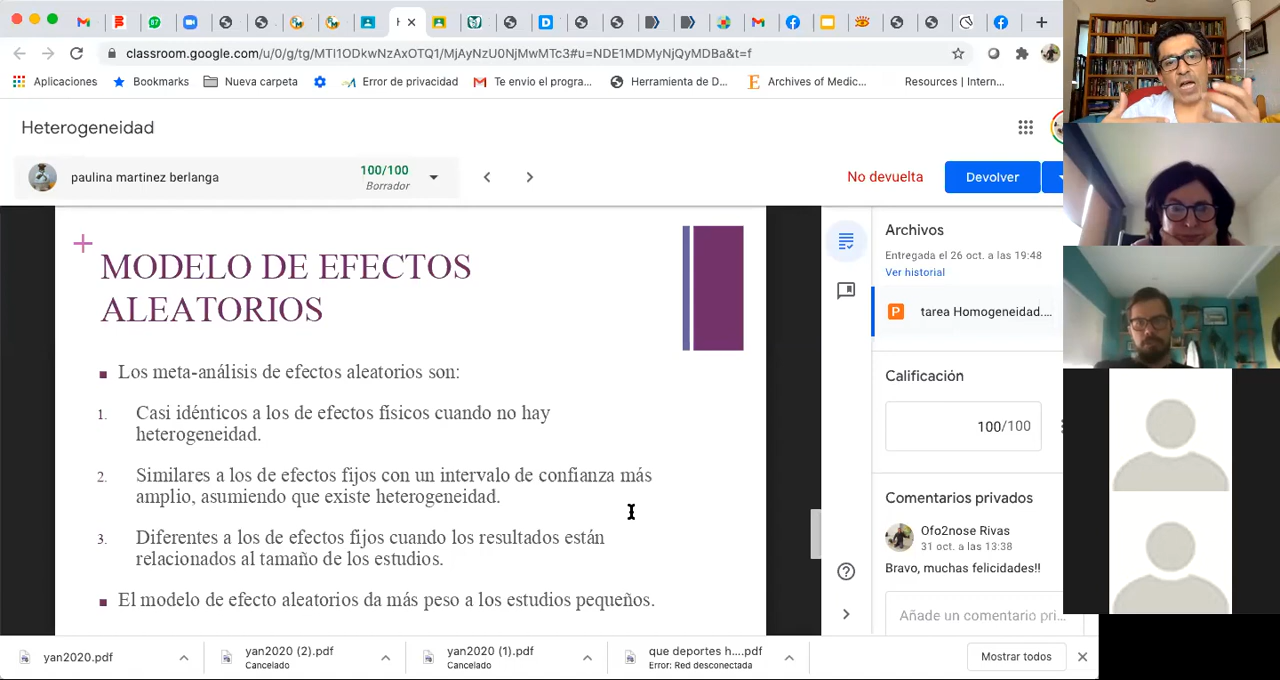 87
H
D
classroom.google.com/u/0/g/tg/MTI1ODkwNzAxOTQ1/MjAyNzU0NjMwMTc3#u=NDE1MDMyNjQyMDBa&t=f
Aplicaciones
Bookmarks
Nueva carpeta
Error de privacidad
Te envio el progra...
Herramienta de D...
Archives of Medic...
Resources | Intern...
Heterogeneidad
paulina martinez berlanga
100/100
Borrador
No devuelta
Devolver
MODELO DE EFECTOS
ALEATORIOS
Los meta-análisis de efectos aleatorios son:
1. Casi idénticos a los de efectos físicos cuando no hay
heterogeneidad.
2. Similares a los de efectos fijos con un intervalo de confianza más
amplio, asumiendo que existe heterogeneidad.
3. Diferentes a los de efectos fijos cuando los resultados están
relacionados al tamaño de los estudios.
El modelo de efecto aleatorios da más peso a los estudios pequeños.
Archivos
Entregada el 26 oct. a las 19:48
Ver historial
P
tarea Homogeneidad....
Calificación
100/100
Comentarios privados
Ofo2nose Rivas
31 oct. a las 13:38
Bravo, muchas felicidades!!
Añade un comentario pri...
yan2020.pdf
yan2020 (2).pdf
Cancelado
yan2020 (1).pdf
Cancelado
que deportes h....pdf
Error: Red desconectada
Mostrar todos